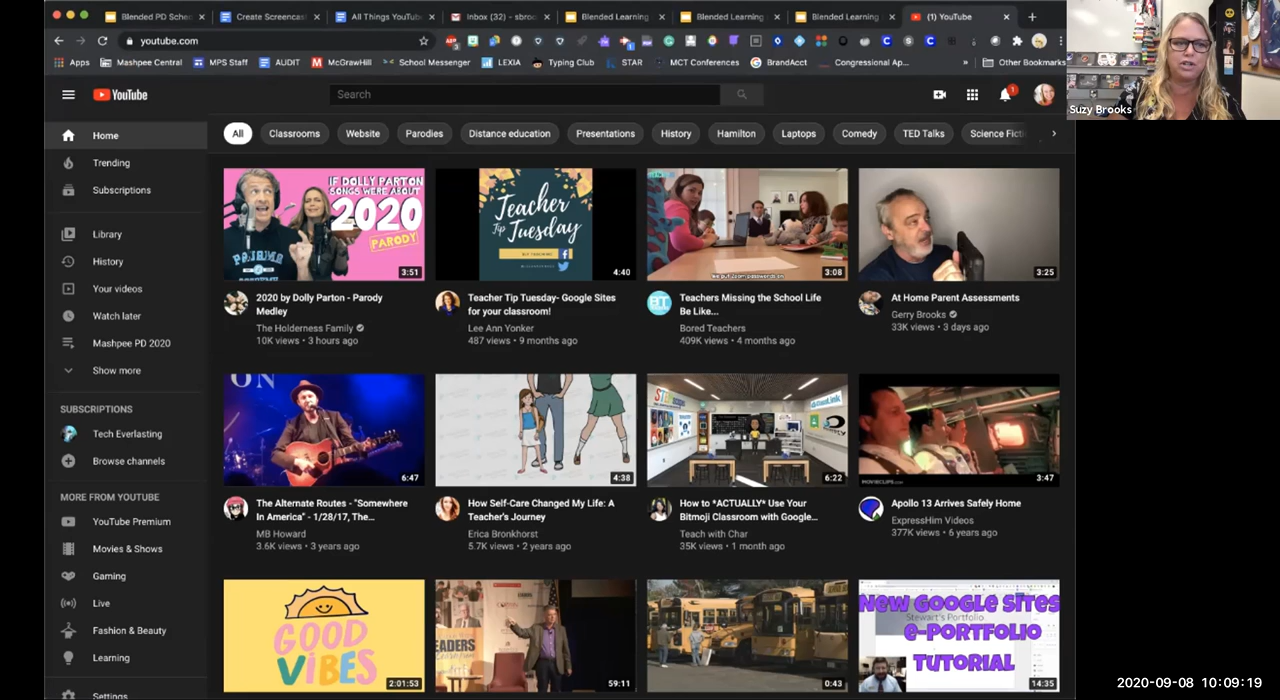 Blended PD Sche
Create Screencas
All Things YouTub
Inbox (32) - sbroo
Blended Learning
Blended Learning
Blended Learning
(1) YouTube
youtube.com
Apps
Mashpee Central
MPS Staff
AUDIT
McGrawHill
School Messenger
LEXIA
Typing Club
STAR
MCT Conferences
BrandAcct
Congressional Ap...
»
Other Bookmarks
Suzy Brooks
YouTube
Search
1
Home
Trending
Subscriptions
Library
History
Your videos
Watch later
Mashpee PD 2020
Show more
SUBSCRIPTIONS
Tech Everlasting
Browse channels
MORE FROM YOUTUBE
YouTube Premium
Movies & Shows
Gaming
Live
Fashion & Beauty
Learning
Settings
All
Classrooms
Website
Parodies
Distance education
Presentations
History
Hamilton
Laptops
Comedy
TED Talks
Science Ficti
IF DOLLY PARTON
SONGS WERE ABOUT
2020
PARODY
3:51
Teacher
Tip
Tuesday
4:40
we put Zoom passwords on
3:08
3:25
2020 by Dolly Parton - Parody
Medley
The Holderness Family
10K views • 3 hours ago
Teacher Tip Tuesday- Google Sites
for your classroom!
Lee Ann Yonker
487 views • 9 months ago
BT
Teachers Missing the School Life
Be Like...
Bored Teachers
409K views • 4 months ago
At Home Parent Assessments
Gerry Brooks
33K views • 3 days ago
ON
6:47
4:38
6:22
MOVIECLIPS.com
3:47
The Alternate Routes - "Somewhere
In America" - 1/28/17, The...
MB Howard
3.6K views • 3 years ago
How Self-Care Changed My Life: A
Teacher's Journey
Erica Bronkhorst
5.7K views • 2 years ago
How to *ACTUALLY* Use Your
Bitmoji Classroom with Google...
Teach with Char
35K views • 1 month ago
Apollo 13 Arrives Safely Home
ExpressHim Videos
377K views • 6 years ago
GOOD
VIBES
2:01:53
EADERS
59:11
0:43
NEW GOOGLE SITES
Stewart's Portfolio
e-PORTFOLIO
TUTORIAL
14:35
2020-09-08 10:09:19